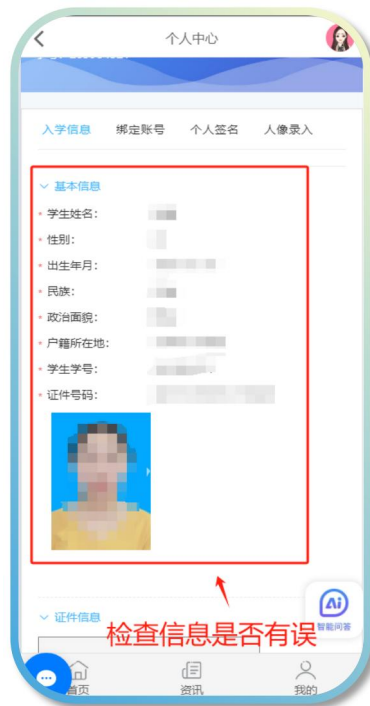 个人中心
入学信息 绑定账号 个人签名 人像录入
基本信息
* 学生姓名：
* 性别：
* 出生年月：
* 民族：
* 政治面貌：
* 户籍所在地：
* 学生学号：
* 证件号码：
Ai
智能问答
证件信息
检查信息是否有误
首页 资讯 我的